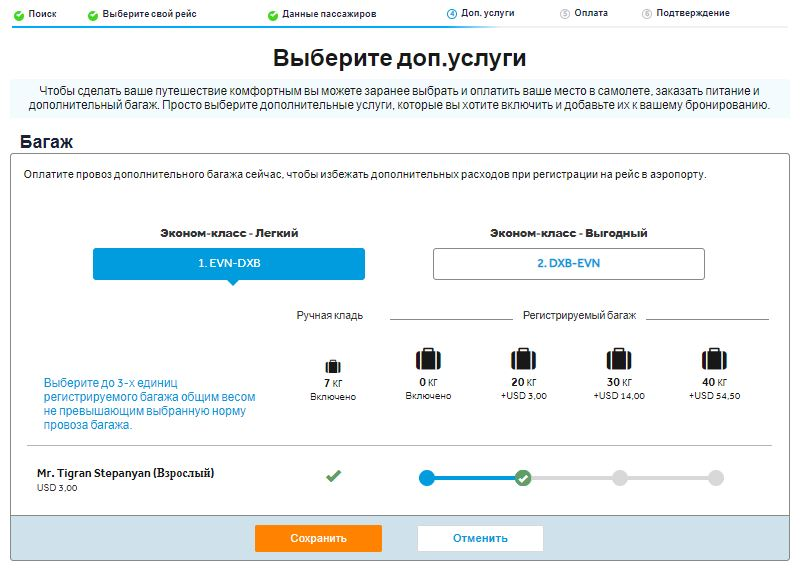 Поиск
Выберите свой рейс
Данные пассажиров
4 Доп. услуги
5 Оплата
6 Подтверждение
Выберите доп.услуги
Чтобы сделать ваше путешествие комфортным вы можете заранее выбрать и оплатить ваше место в самолете, заказать питание и
дополнительный багаж. Просто выберите дополнительные услуги, которые вы хотите включить и добавьте их к вашему бронированию.
Багаж
Оплатите провоз дополнительного багажа сейчас, чтобы избежать дополнительных расходов при регистрации на рейс в аэропорту.
Эконом-класс - Легкий
Эконом-класс - Выгодный
1. EVN-DXB
2. DXB-EVN
Ручная кладь
Регистрируемый багаж
Выберите до 3-х единиц
регистрируемого багажа общим весом
не превышающим выбранную норму
провоза багажа.
7 КГ
Включено
0 КГ
Включено
20 КГ
+USD 3,00
30 КГ
+USD 14,00
40 КГ
+USD 54,50
Mr. Tigran Stepanyan (Взрослый)
USD 3,00
Сохранить
Отменить